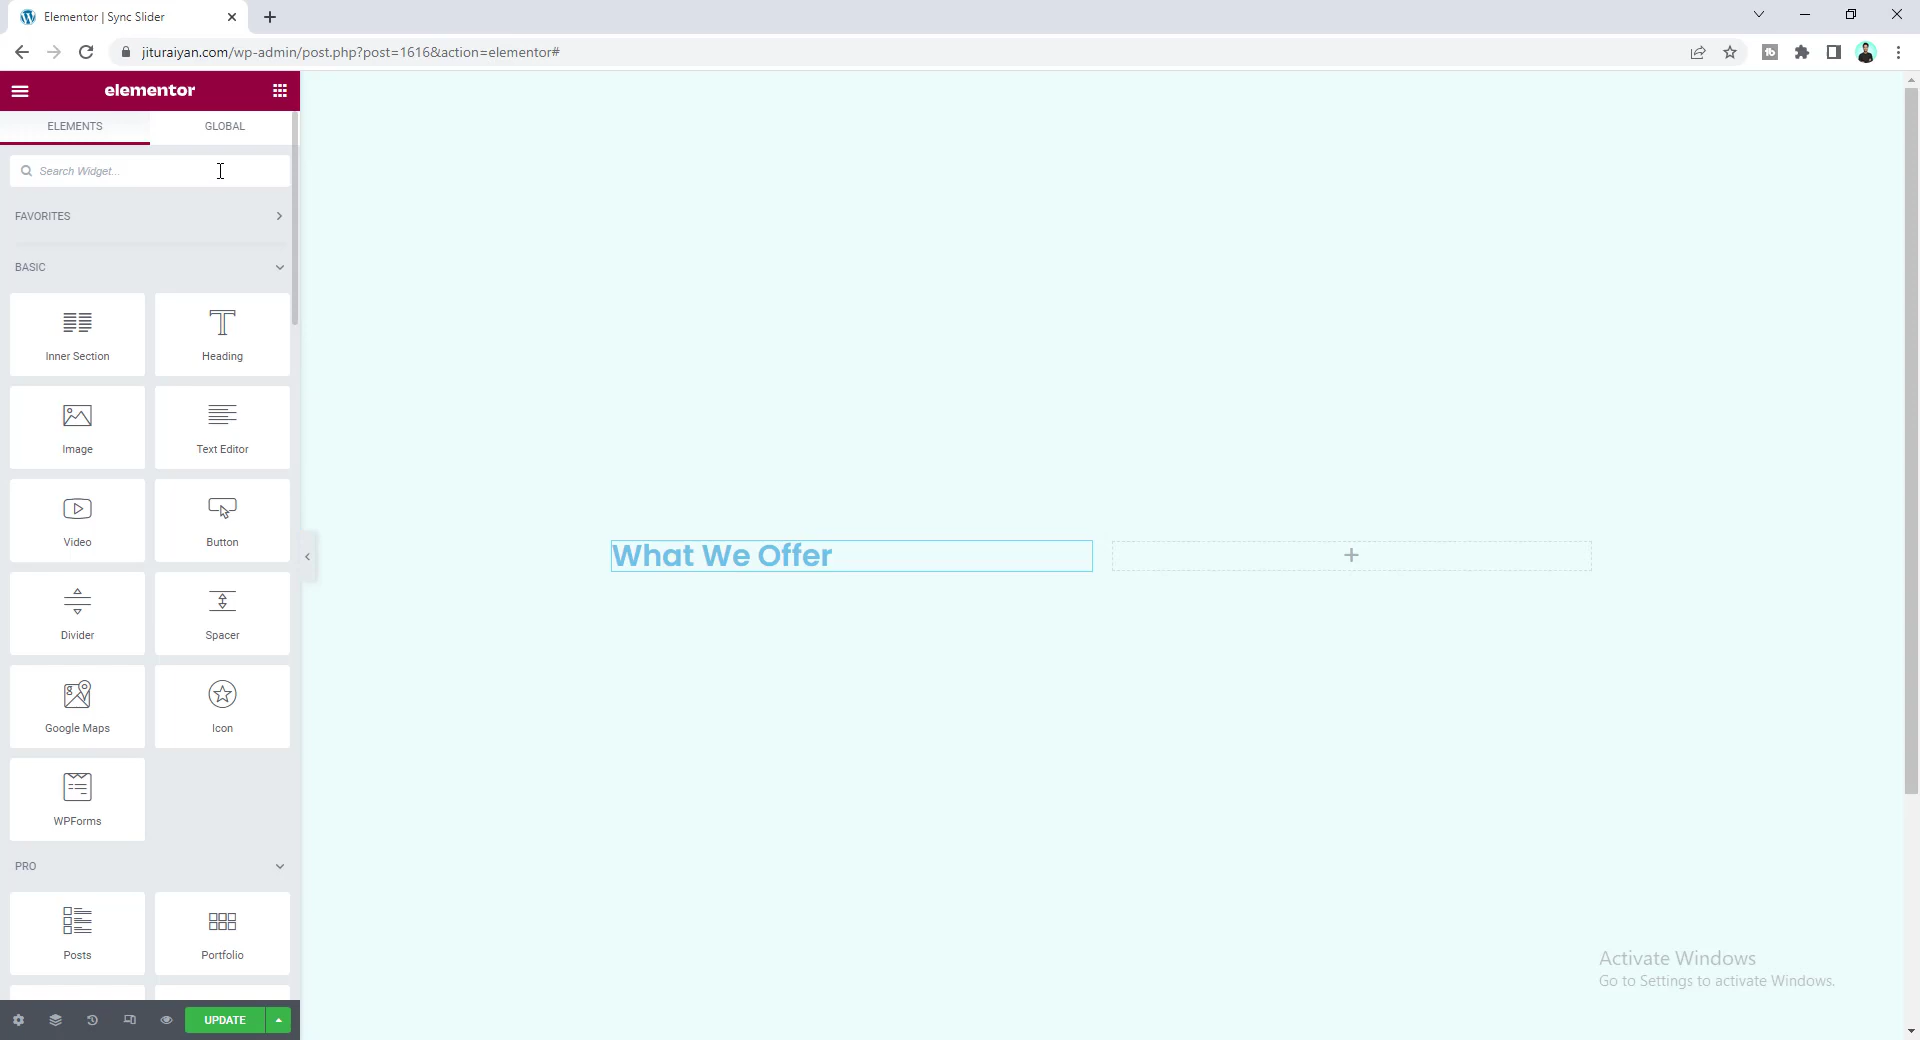 Elementor | Sync Slider
jituraiyan.com/wp-admin/post.php?post=1616&action=elementor#
elementor
ELEMENTS GLOBAL
Search Widget...
FAVORITES
BASIC
Inner Section Heading
Image Text Editor
Video Button
Divider Spacer
Google Maps Icon
WPForms
PRO
Posts Portfolio
UPDATE
What We Offer
Activate Windows
Go to Settings to activate Windows.